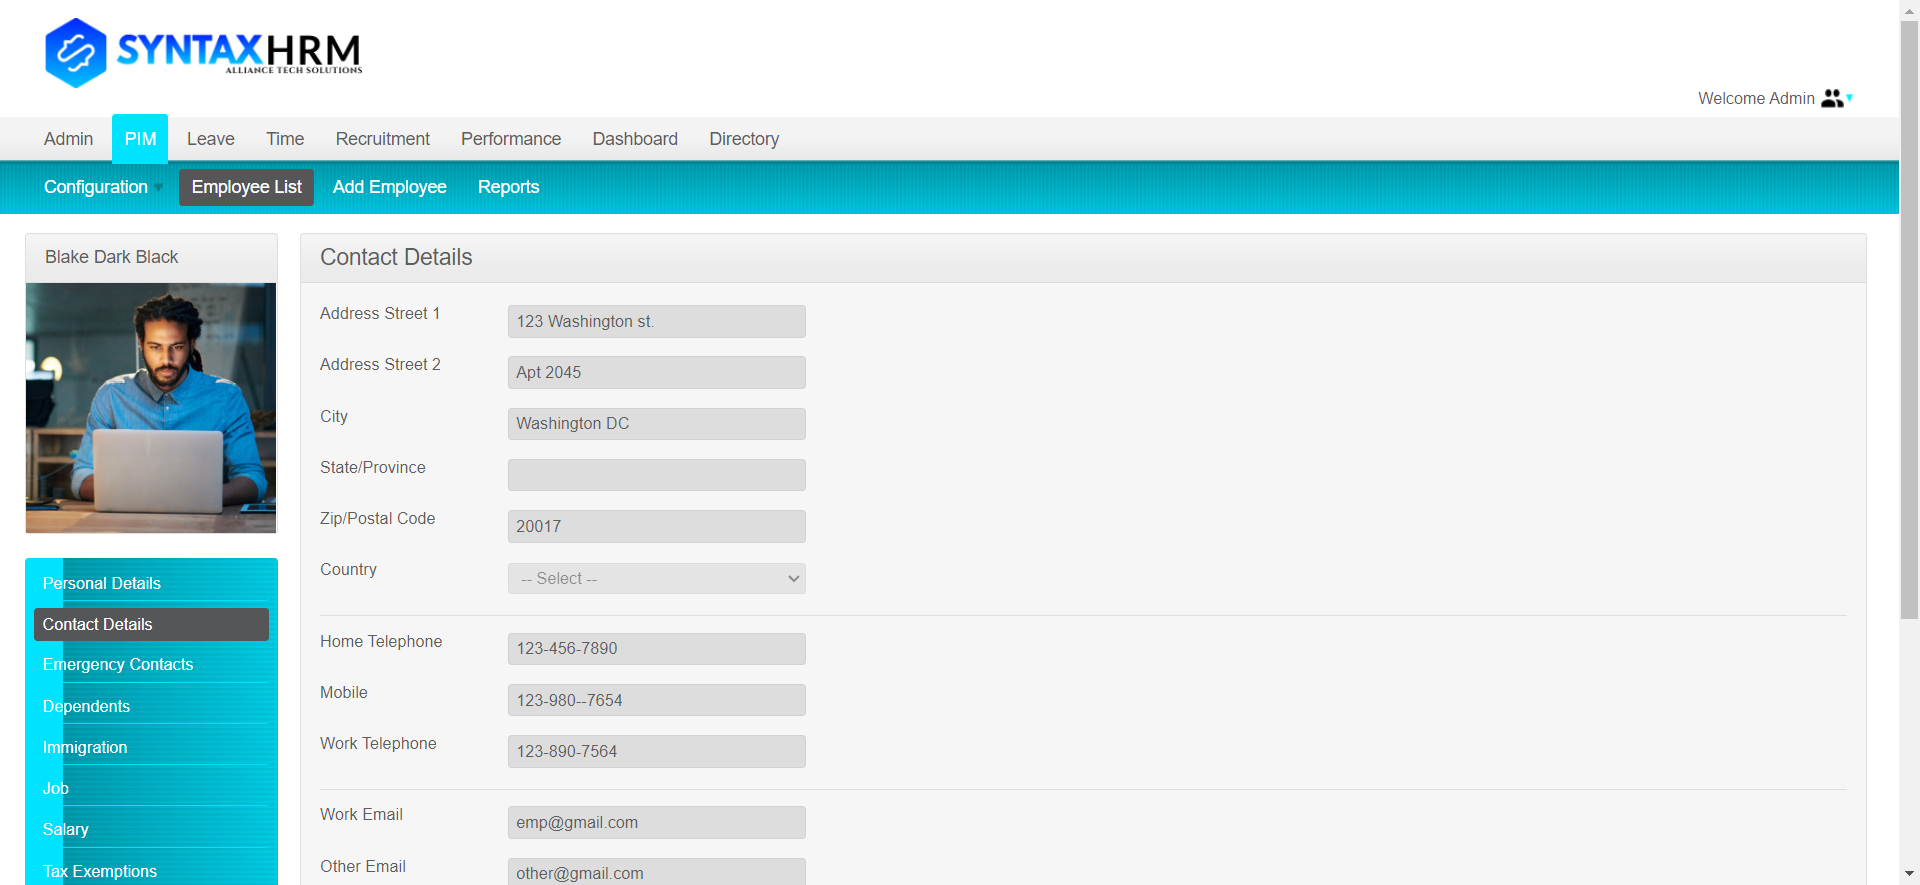 SYNTAXHRM
ALLIANCE TECH SOLUTIONS
Welcome Admin
Admin PIM Leave Time Recruitment Performance Dashboard Directory
Configuration Employee List Add Employee Reports
Blake Dark Black
Personal Details
Contact Details
Emergency Contacts
Dependents
Immigration
Job
Salary
Tax Exemptions
Contact Details
Address Street 1 123 Washington st.
Address Street 2 Apt 2045
City Washington DC
State/Province
Zip/Postal Code 20017
Country -- Select --
Home Telephone 123-456-7890
Mobile 123-980--7654
Work Telephone 123-890-7564
Work Email emp@gmail.com
Other Email other@gmail.com